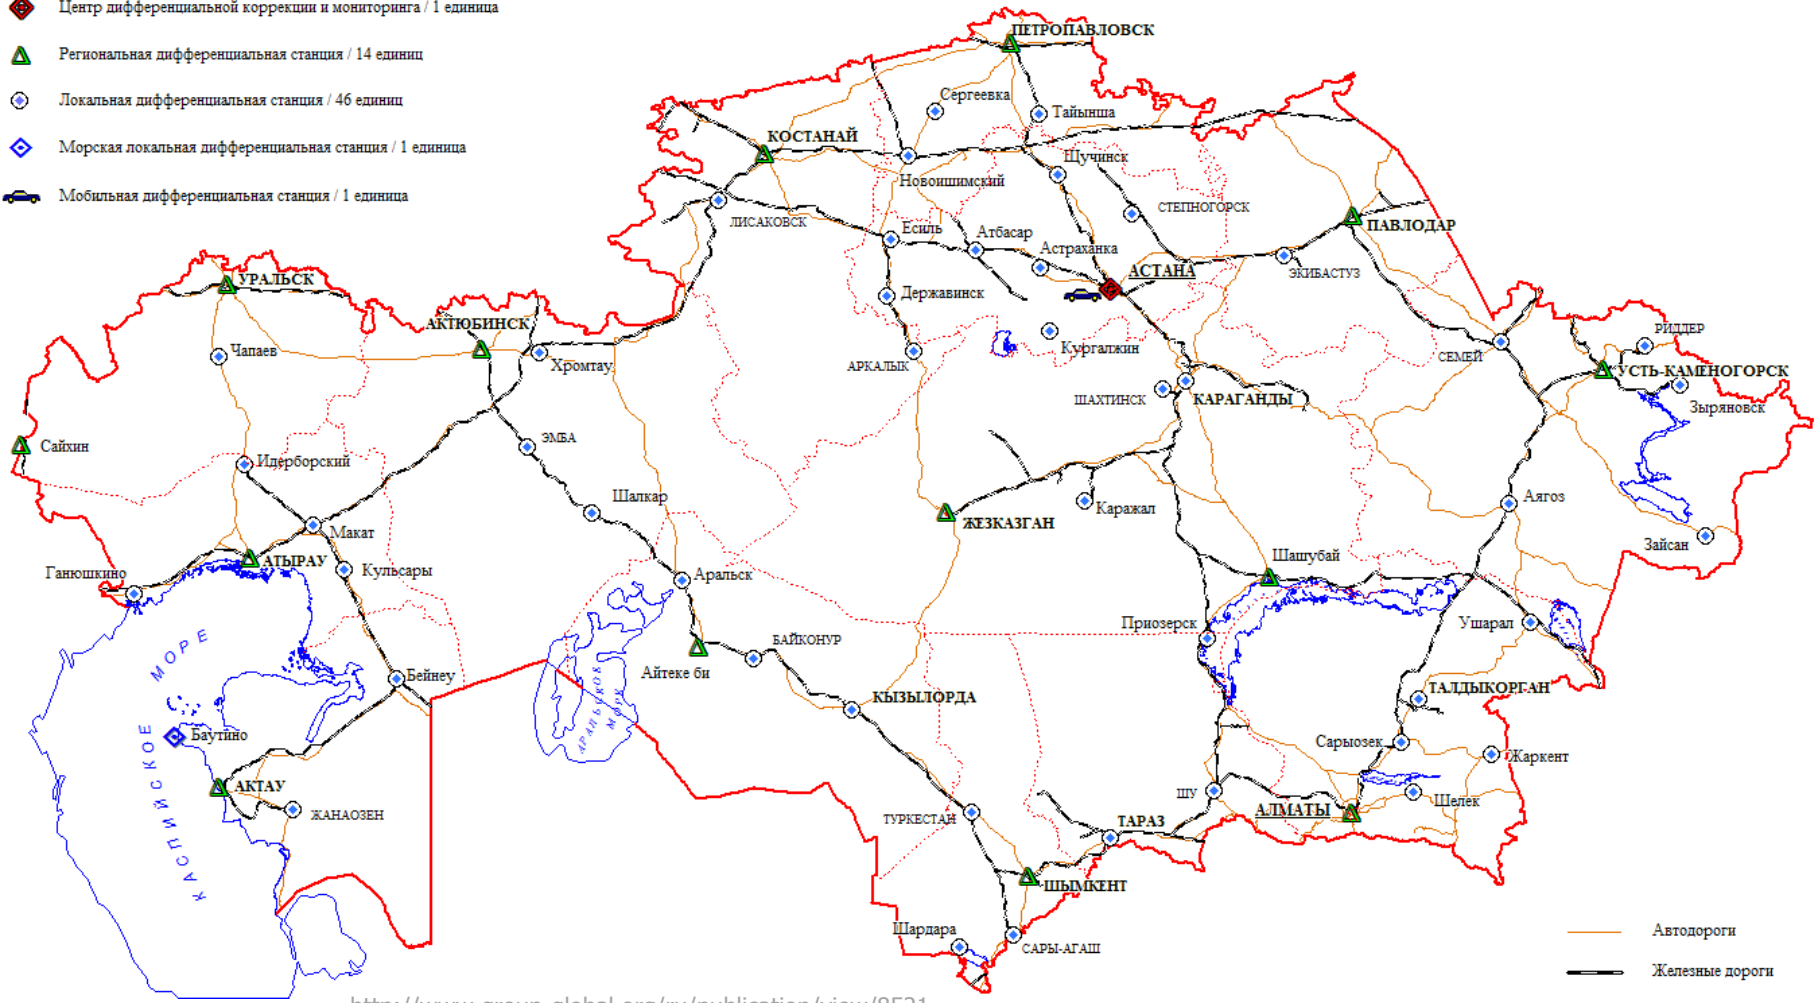 Центр дифференциальной коррекции и мониторинга / 1 единица
Региональная дифференциальная станция / 14 единиц
Локальная дифференциальная станция / 46 единиц
Морская локальная дифференциальная станция / 1 единица
Мобильная дифференциальная станция / 1 единица
ПЕТРОПАВЛОВСК
Сергеевка
Тайынша
КОСТАНАЙ
Щучинск
Новоишимский
ЛИСАКОВСК
СТЕПНОГОРСК
ПАВЛОДАР
Есиль
Атбасар
Астраханка
АСТАНА
ЭКИБАСТУЗ
УРАЛЬСК
Державинск
АКТЮБИНСК
Чапаев
Хромтау
АРКАЛЫК
Кургалжин
СЕМЕЙ
РИДДЕР
УСТЬ-КАМЕНОГОРСК
ШАХТИНСК
КАРАГАНДЫ
Зыряновск
Сайхин
ЭМБА
Идерборский
Шалкар
Каражал
Аягоз
ЖЕЗКАЗГАН
Макат
Зайсан
АТЫРАУ
Шашубай
Ганюшкино
Кульсары
Аральск
Приозерск
Ушарал
БАЙКОНУР
Айтеке би
Бейнеу
КЫЗЫЛОРДА
ТАЛДЫКОРГАН
КАСПИЙСКОЕ МОРЕ
АРАЛЬСКОЕ
МОРЕ
Баутино
Сарыозек
Жаркент
АКТАУ
ЖАНАОЗЕН
ШУ
АЛМАТЫ
Шелек
ТУРКЕСТАН
ТАРАЗ
ШЫМКЕНТ
Шардара
САРЫ-АГАШ
Автодороги
Железные дороги